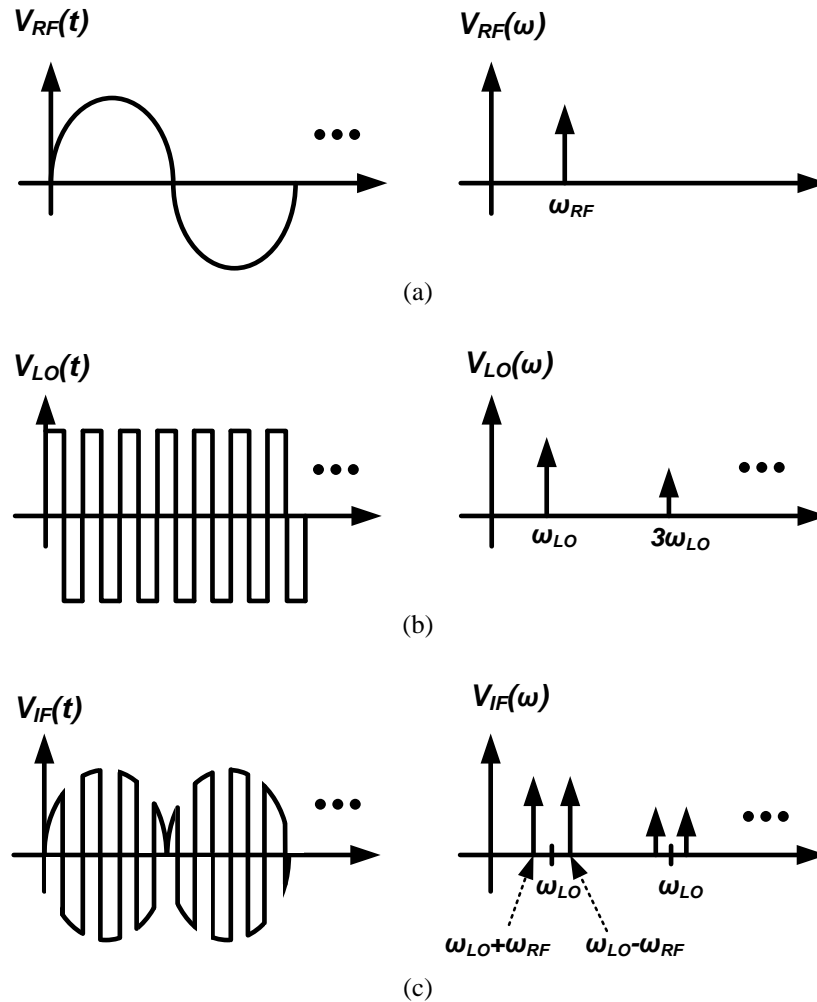 V_RF(t) V_RF(ω)
ω_RF
(a)
V_LO(t) V_LO(ω)
ω_LO 3ω_LO
(b)
V_IF(t) V_IF(ω)
ω_LO ω_LO
ω_LO+ω_RF ω_LO-ω_RF
(c)